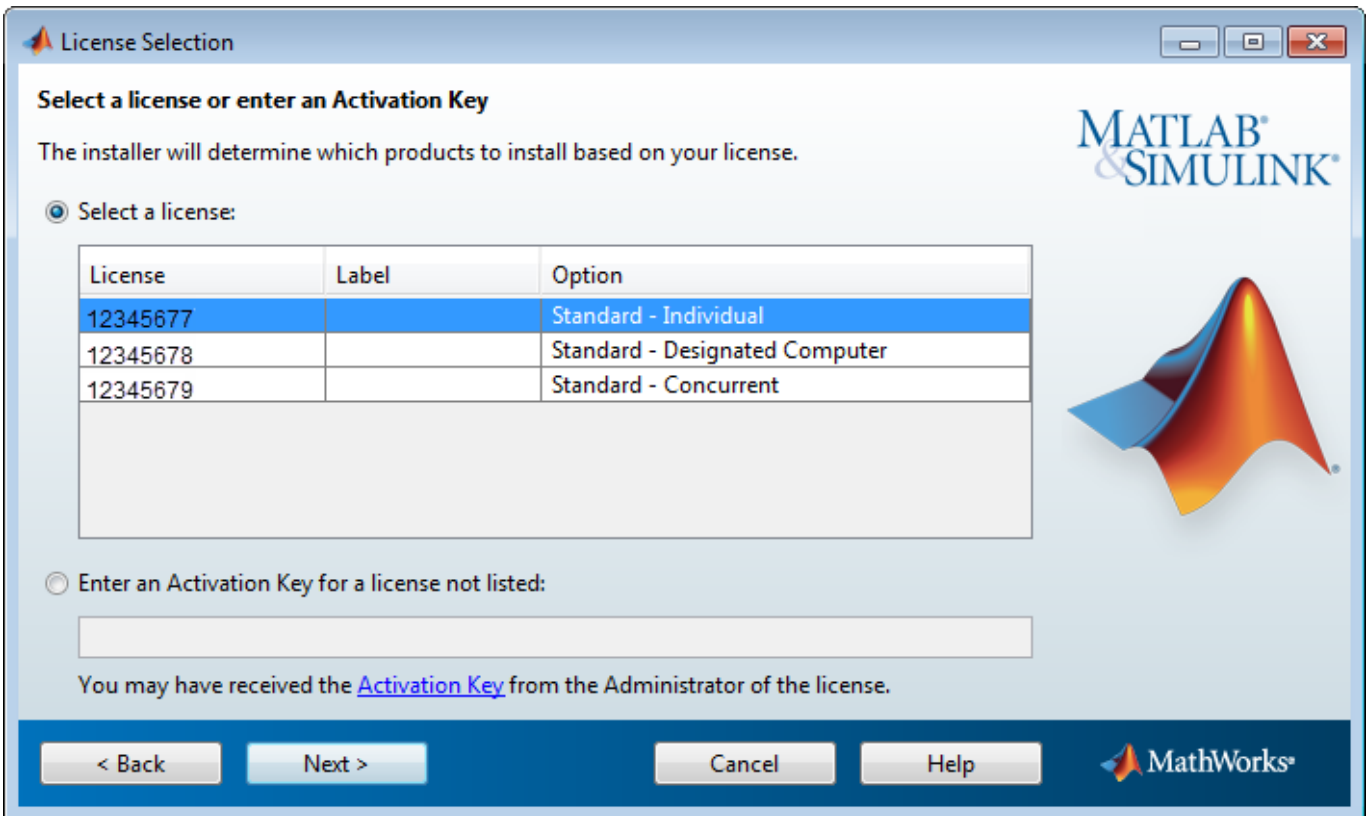 License Selection
Select a license or enter an Activation Key
MATLAB®
&SIMULINK®
The installer will determine which products to install based on your license.
Select a license:
License Label Option
12345677 Standard - Individual
12345678 Standard - Designated Computer
12345679 Standard - Concurrent
Enter an Activation Key for a license not listed:
You may have received the Activation Key from the Administrator of the license.
< Back Next > Cancel Help MathWorks®